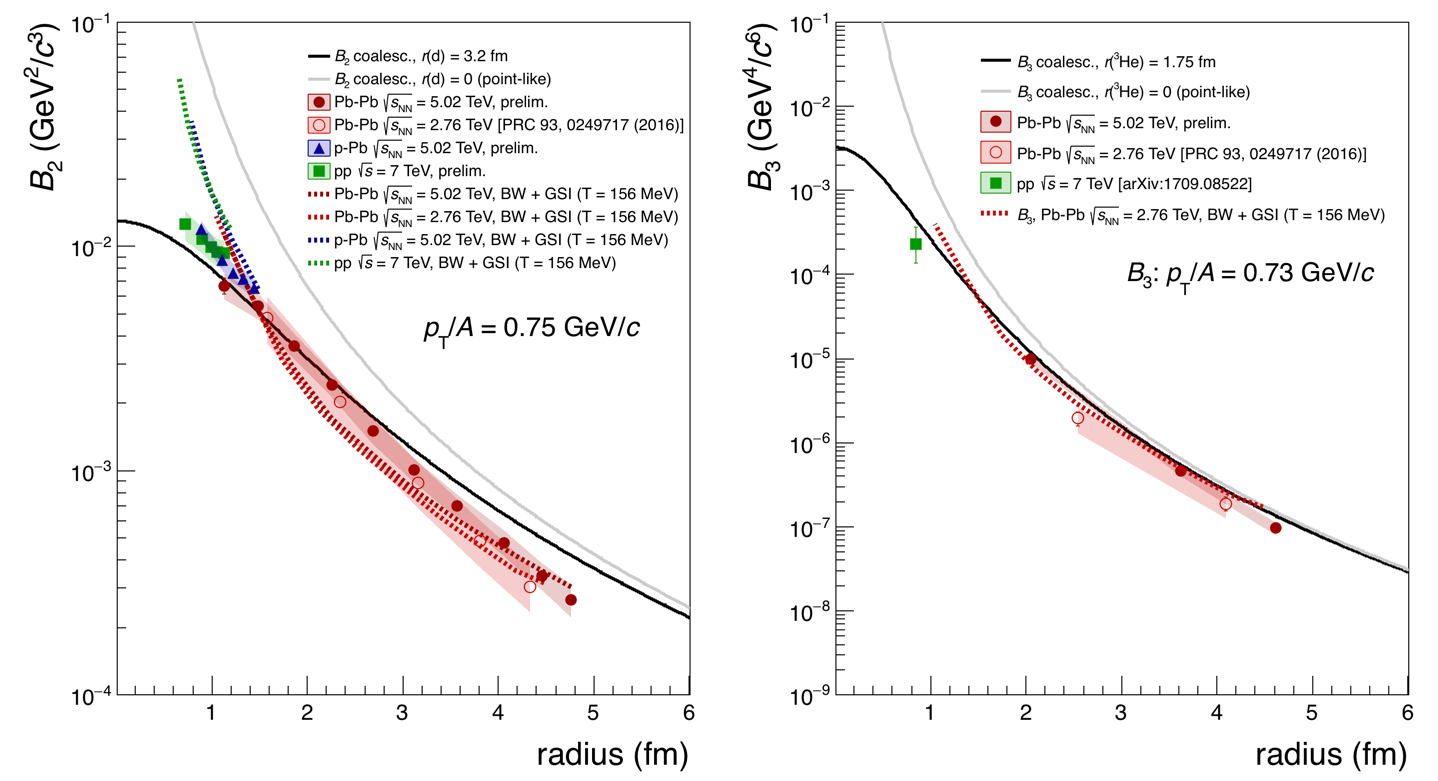 B₂ (GeV²/c³)
10⁻¹
10⁻²
10⁻³
10⁻⁴
B₂ coalesc., r(d) = 3.2 fm
B₂ coalesc., r(d) = 0 (point-like)
Pb-Pb √sNN = 5.02 TeV, prelim.
Pb-Pb √sNN = 2.76 TeV [PRC 93, 0249717 (2016)]
p-Pb √sNN = 5.02 TeV, prelim.
pp √s = 7 TeV, prelim.
Pb-Pb √sNN = 5.02 TeV, BW + GSI (T = 156 MeV)
Pb-Pb √sNN = 2.76 TeV, BW + GSI (T = 156 MeV)
p-Pb √sNN = 5.02 TeV, BW + GSI (T = 156 MeV)
pp √s = 7 TeV, BW + GSI (T = 156 MeV)
pT/A = 0.75 GeV/c
1 2 3 4 5 6
radius (fm)
B₃ (GeV⁴/c⁶)
10⁻¹
10⁻²
10⁻³
10⁻⁴
10⁻⁵
10⁻⁶
10⁻⁷
10⁻⁸
10⁻⁹
B₃ coalesc., r(³He) = 1.75 fm
B₃ coalesc., r(³He) = 0 (point-like)
Pb-Pb √sNN = 5.02 TeV, prelim.
Pb-Pb √sNN = 2.76 TeV [PRC 93, 0249717 (2016)]
pp √s = 7 TeV [arXiv:1709.08522]
B₃, Pb-Pb √sNN = 2.76 TeV, BW + GSI (T = 156 MeV)
B₃: pT/A = 0.73 GeV/c
1 2 3 4 5 6
radius (fm)